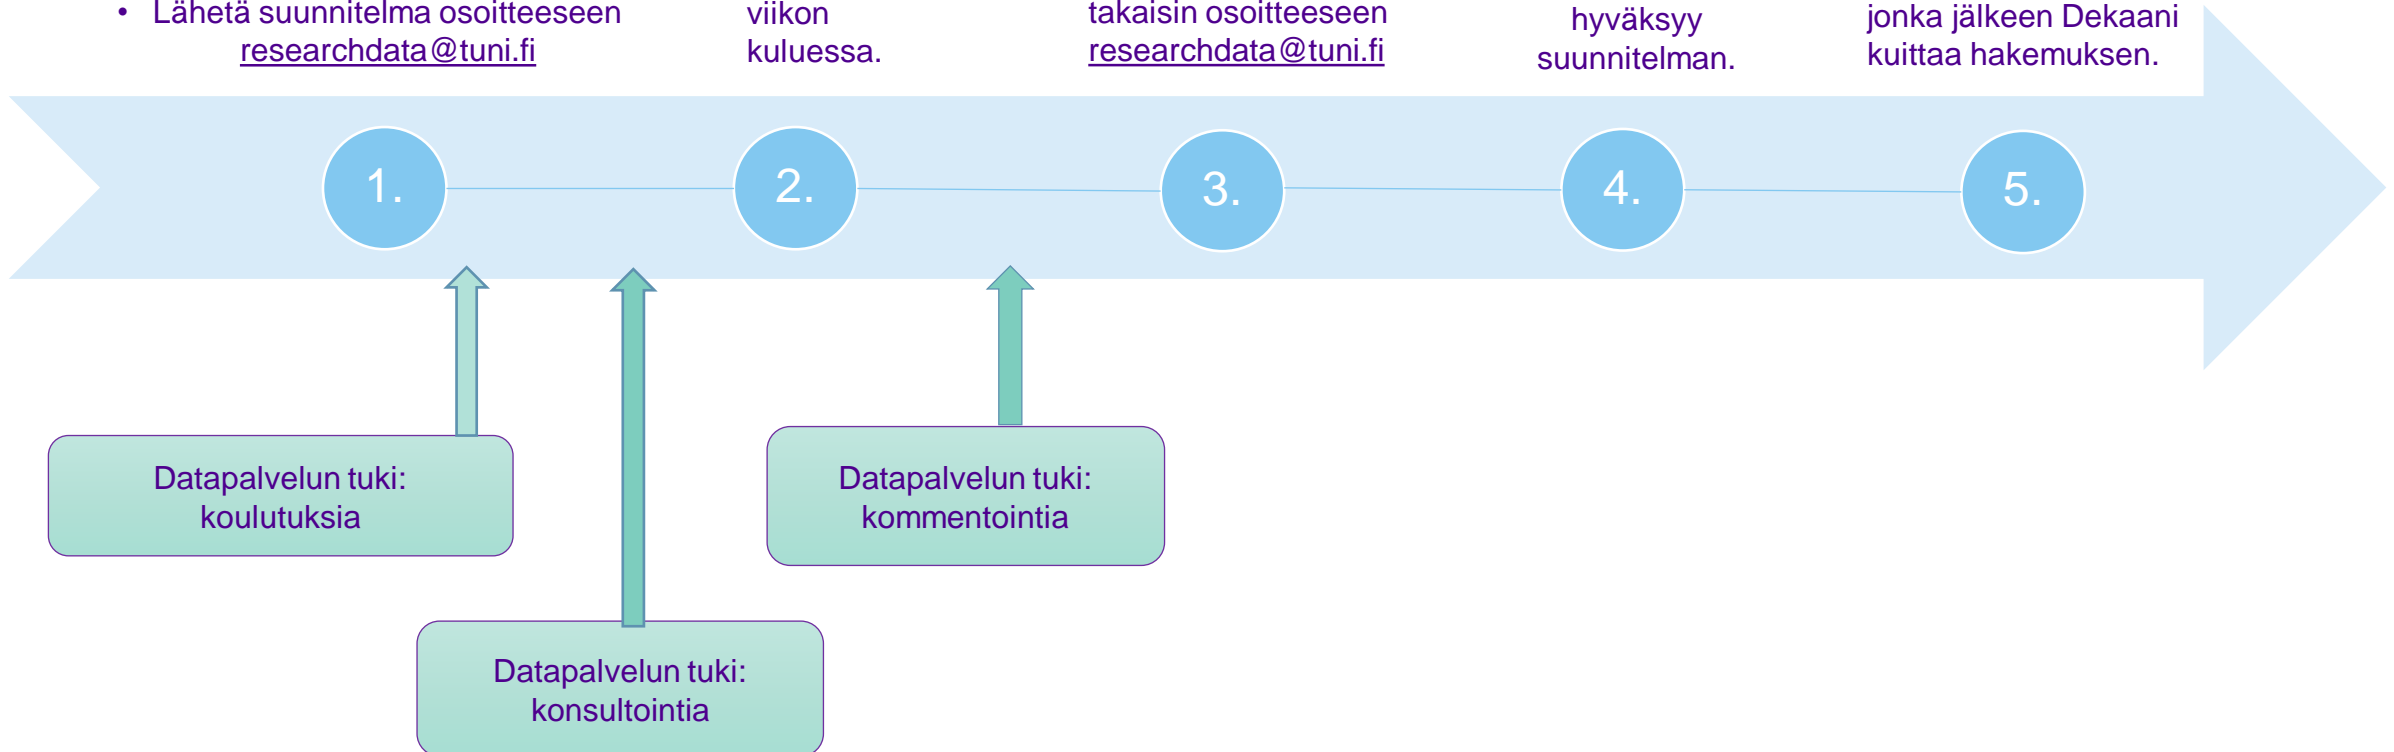 • Lähetä suunnitelma osoitteeseen
researchdata@tuni.fi
viikon
kuluessa.
takaisin osoitteeseen
researchdata@tuni.fi
hyväksyy
suunnitelman.
jonka jälkeen Dekaani
kuittaa hakemuksen.
1.
2.
3.
4.
5.
Datapalvelun tuki:
koulutuksia
Datapalvelun tuki:
kommentointia
Datapalvelun tuki:
konsultointia